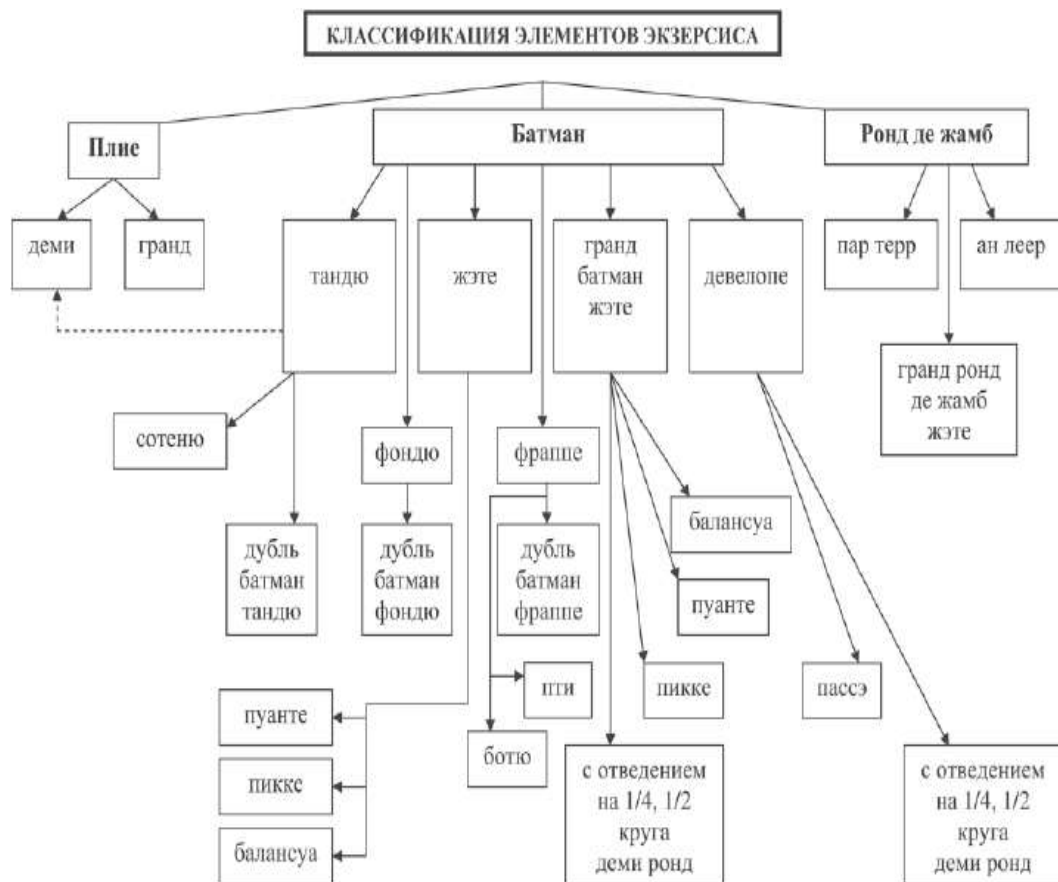 КЛАССИФИКАЦИЯ ЭЛЕМЕНТОВ ЭКЗЕРСИСА
Плие
Батман
Ронд де жамб
деми
гранд
тандю
жэте
гранд
батман
жэте
девелопе
пар терр
ан леер
гранд ронд
де жамб
жэте
сотеню
фондю
фраппе
балансуа
дубль
батман
тандю
дубль
батман
фондю
дубль
батман
фраппе
пуанте
пти
пикке
пассэ
пуанте
ботю
пикке
балансуа
с отведением
на 1/4, 1/2
круга
деми ронд
с отведением
на 1/4, 1/2
круга
деми ронд